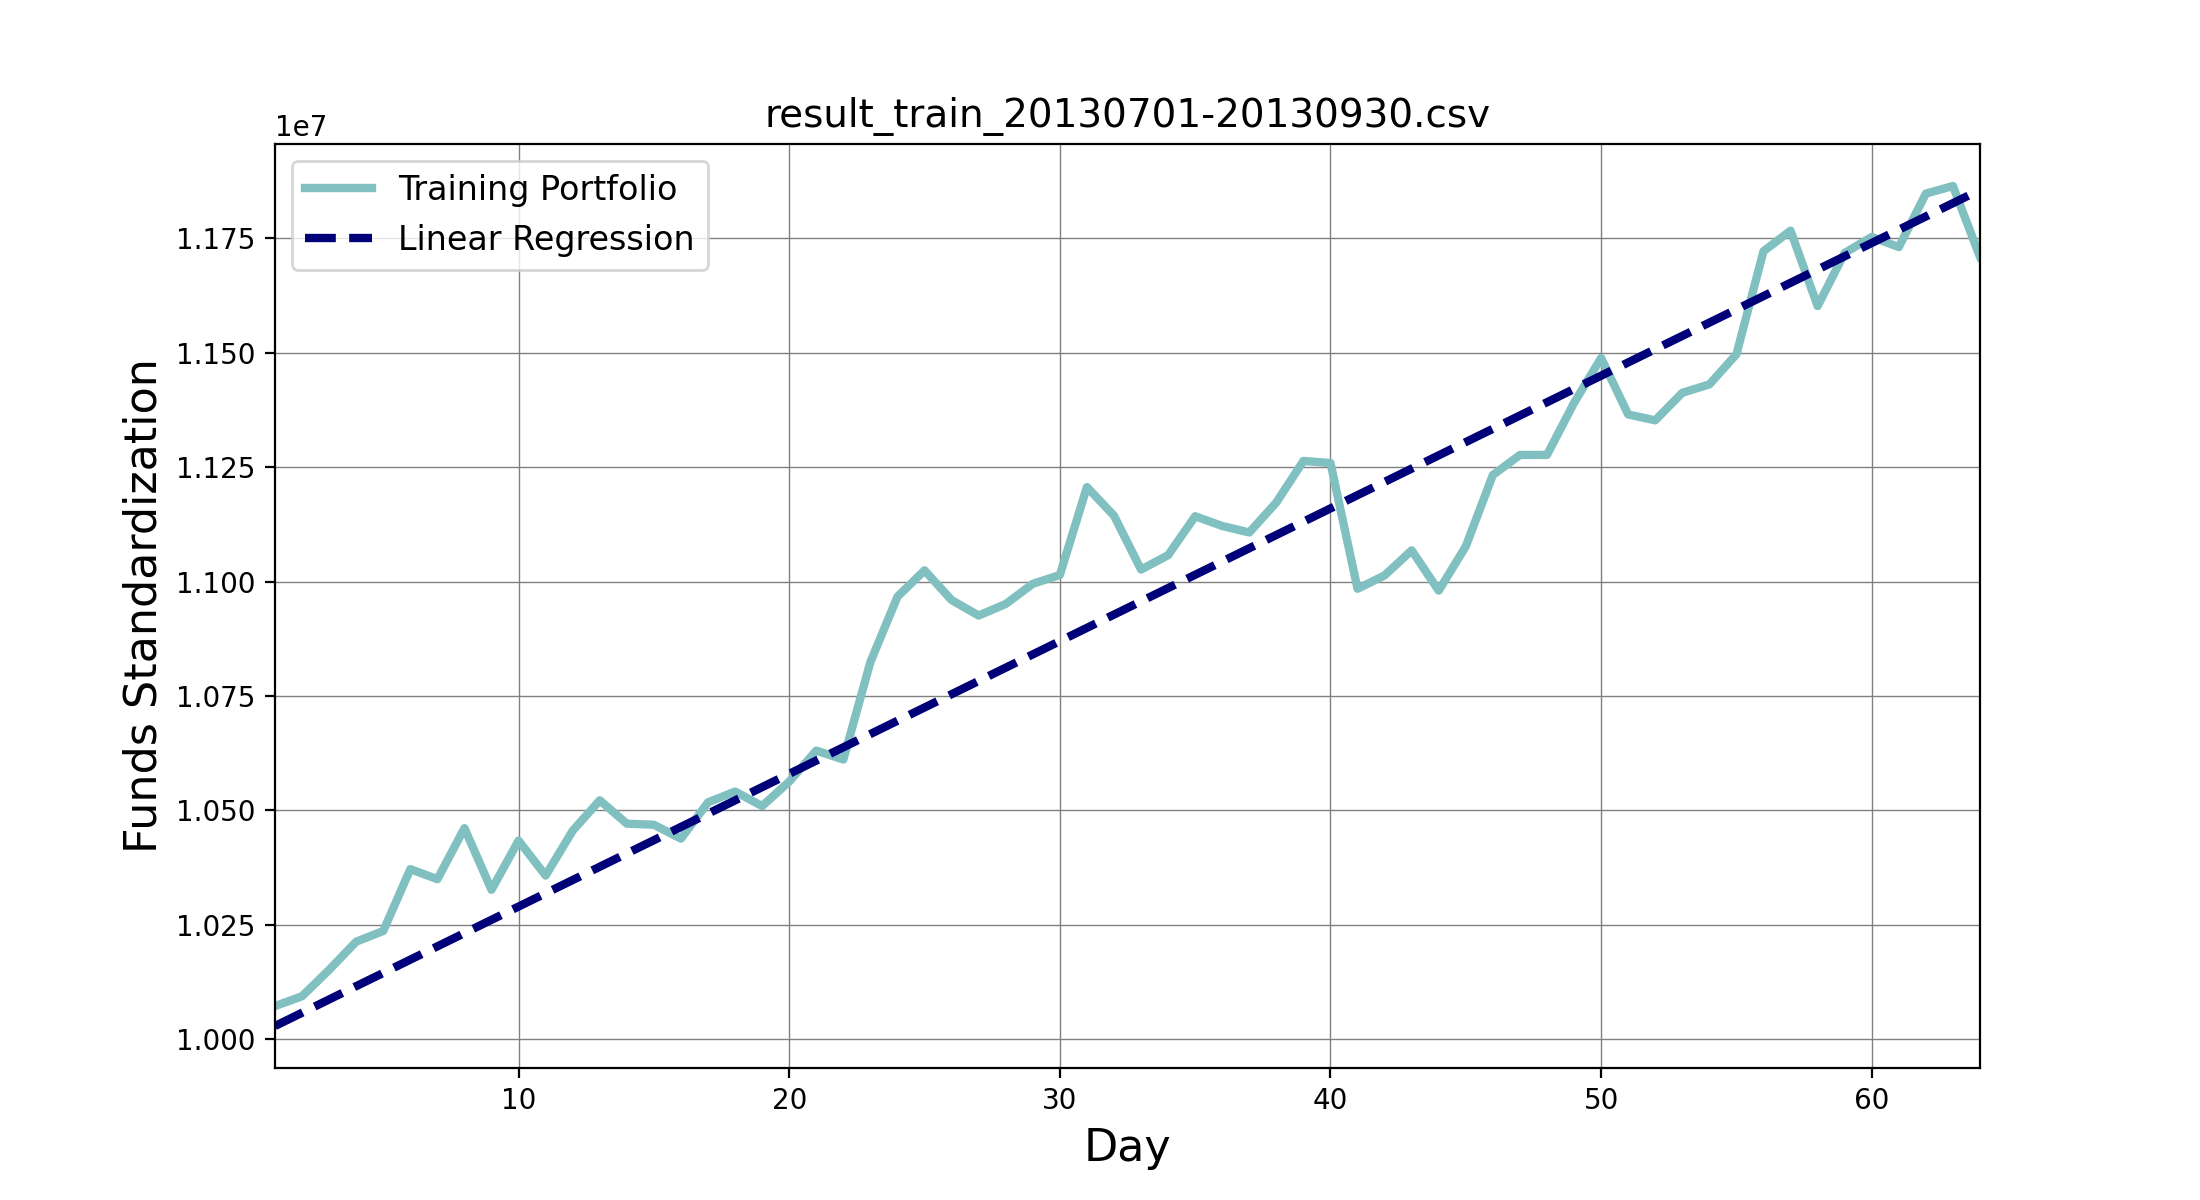 result_train_20130701-20130930.csv
1e7
Training Portfolio
Linear Regression
1.175
1.150
1.125
1.100
1.075
1.050
1.025
1.000
Funds Standardization
10 20 30 40 50 60
Day